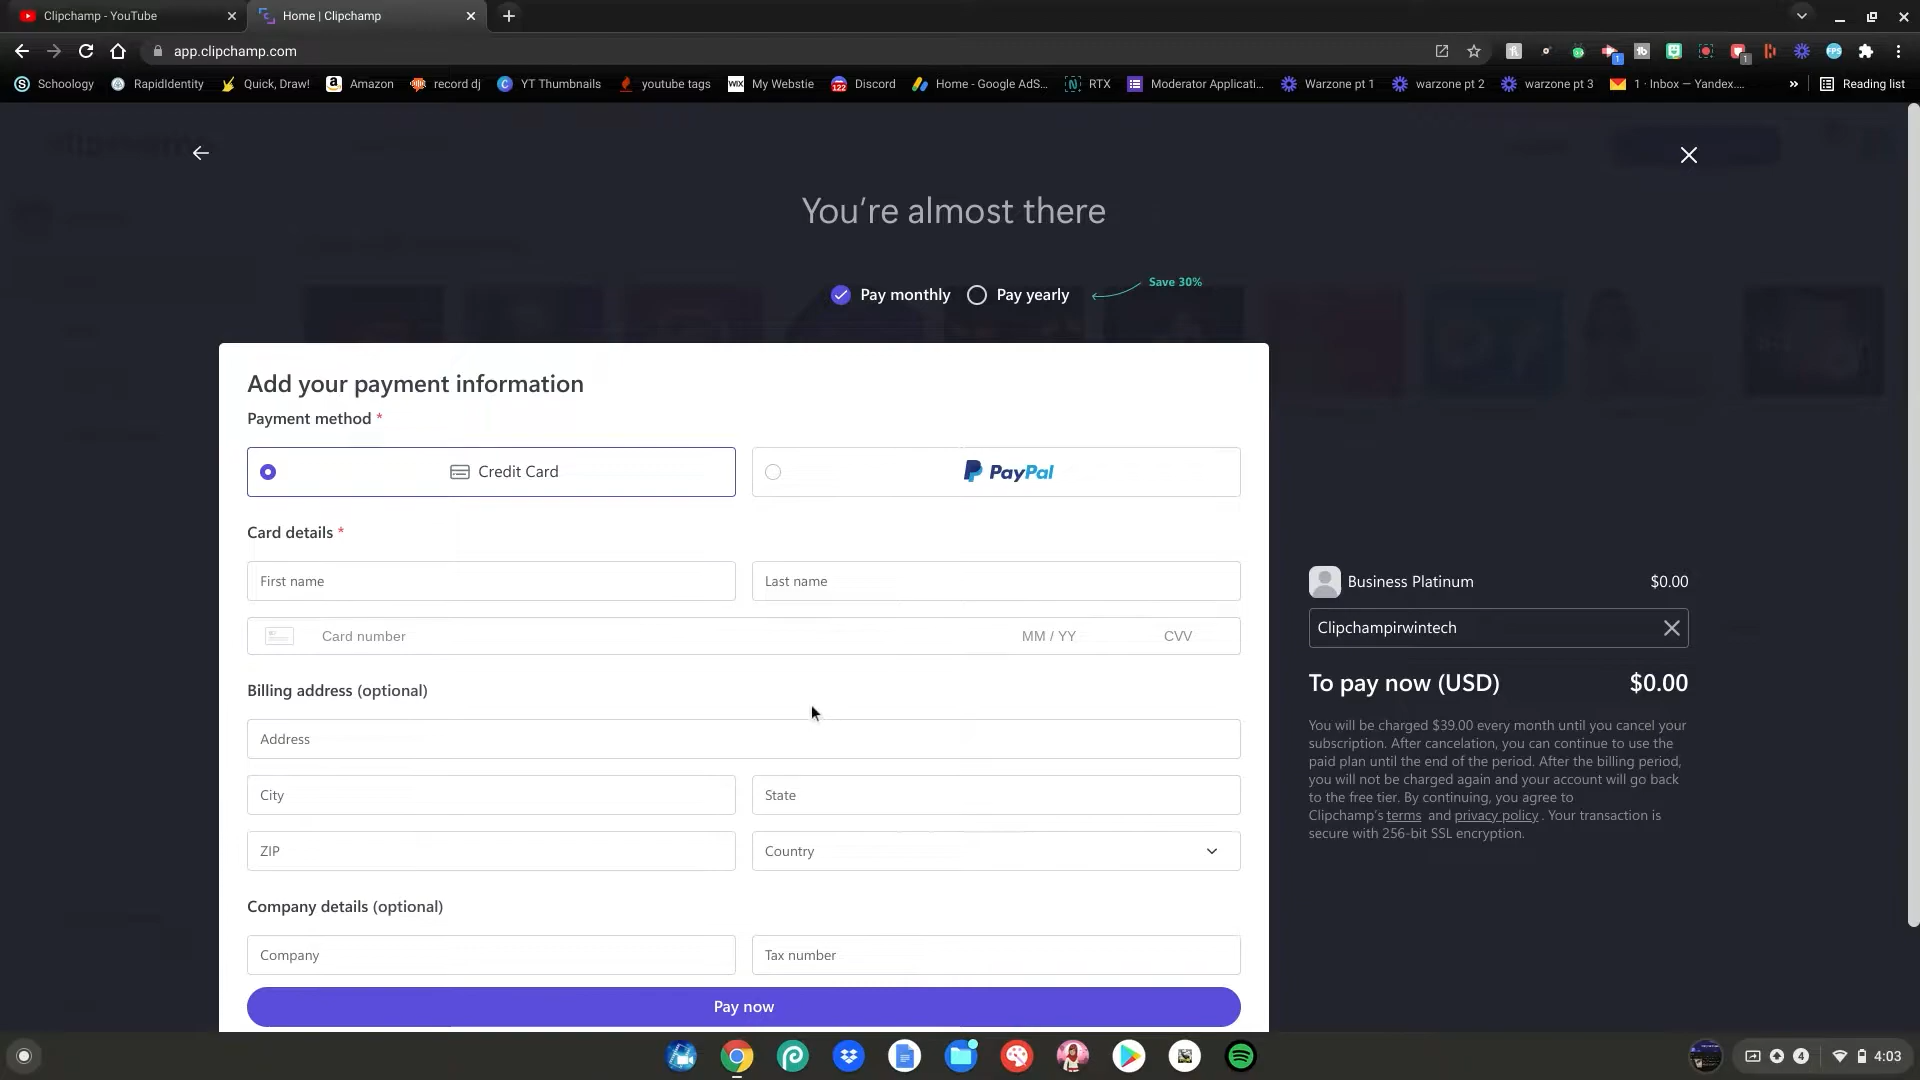 Clipchamp - YouTube
Home | Clipchamp
app.clipchamp.com
Schoology
RapidIdentity
Quick, Draw!
Amazon
record dj
YT Thumbnails
youtube tags
WIX
My Webstie
122
Discord
Home - Google AdS...
RTX
Moderator Applicati...
Warzone pt 1
warzone pt 2
warzone pt 3
1 · Inbox — Yandex....
»
Reading list
You're almost there
Pay monthly
Pay yearly
Save 30%
Add your payment information
Payment method *
Credit Card
PayPal
Card details *
First name
Last name
Card number
MM / YY
CVV
Billing address (optional)
Address
City
State
ZIP
Country
Company details (optional)
Company
Tax number
Pay now
Business Platinum
$0.00
Clipchampirwintech
To pay now (USD)
$0.00
You will be charged $39.00 every month until you cancel your
subscription. After cancelation, you can continue to use the
paid plan until the end of the period. After the billing period,
you will not be charged again and your account will go back
to the free tier. By continuing, you agree to
Clipchamp's terms and privacy policy . Your transaction is
secure with 256-bit SSL encryption.
4
4:03